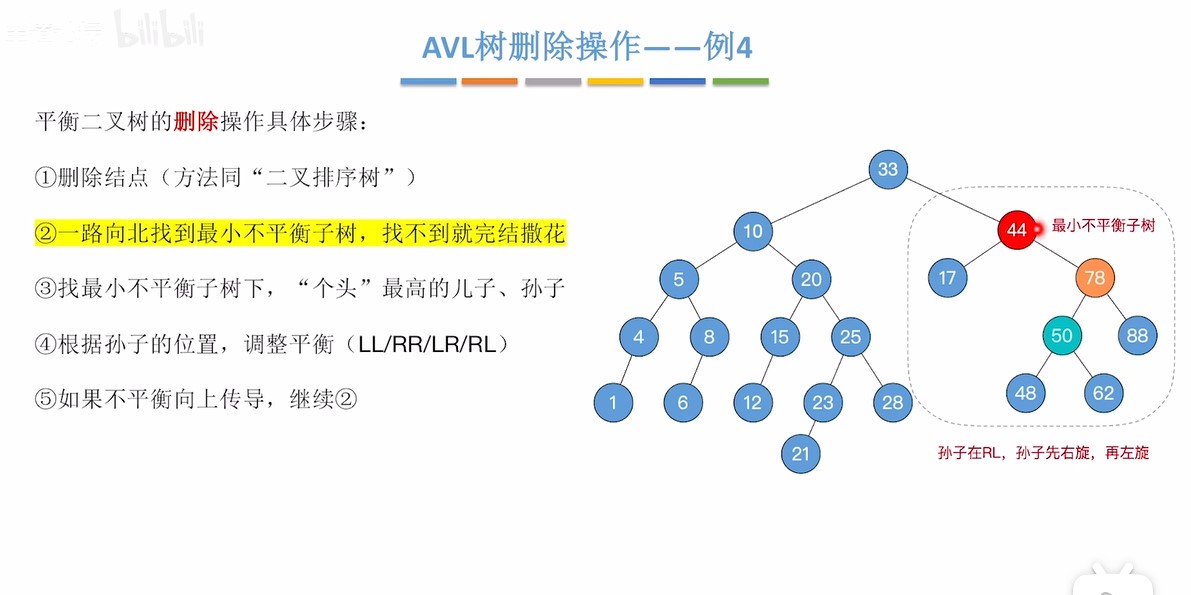 bilibili
AVL树删除操作——例4
平衡二叉树的删除操作具体步骤：
①删除结点（方法同“二叉排序树”）
②一路向北找到最小不平衡子树，找不到就完结撒花
③找最小不平衡子树下，“个头”最高的儿子、孙子
④根据孙子的位置，调整平衡（LL/RR/LR/RL）
⑤如果不平衡向上传导，继续②
33
10
44
最小不平衡子树
5
20
17
78
4
8
15
25
50
88
1
6
12
23
28
48
62
21
孙子在RL，孙子先右旋，再左旋